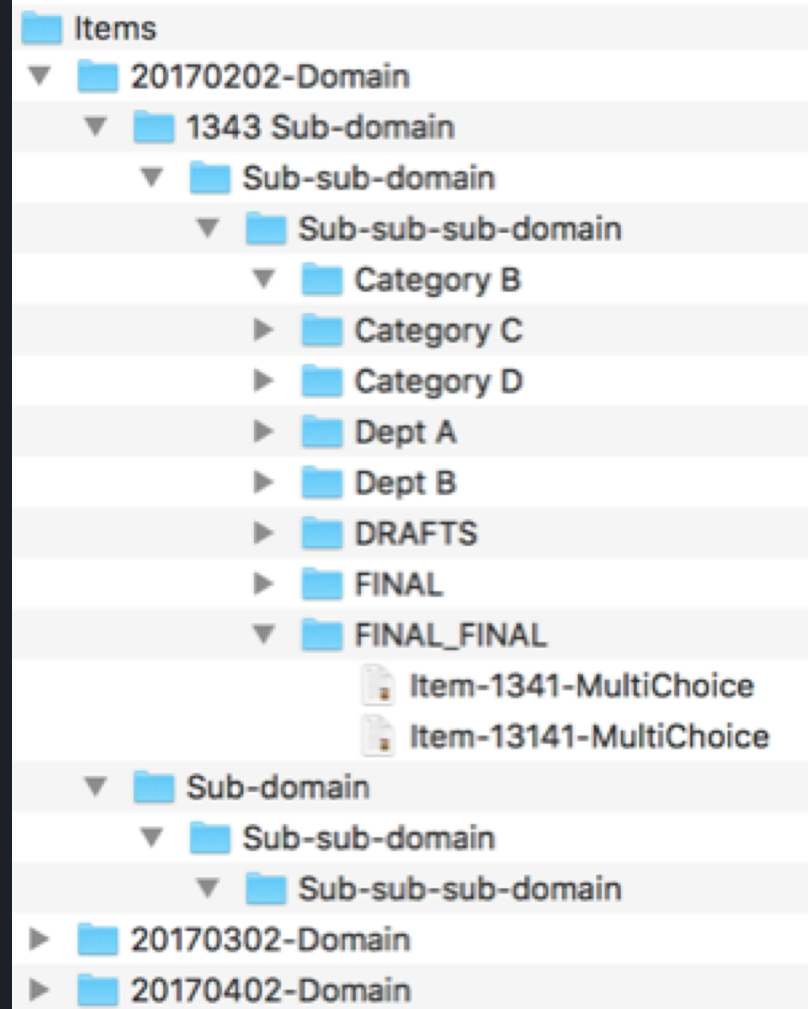 Items
20170202-Domain
1343 Sub-domain
Sub-sub-domain
Sub-sub-sub-domain
Category B
Category C
Category D
Dept A
Dept B
DRAFTS
FINAL
FINAL_FINAL
Item-1341-MultiChoice
Item-13141-MultiChoice
Sub-domain
Sub-sub-domain
Sub-sub-sub-domain
20170302-Domain
20170402-Domain